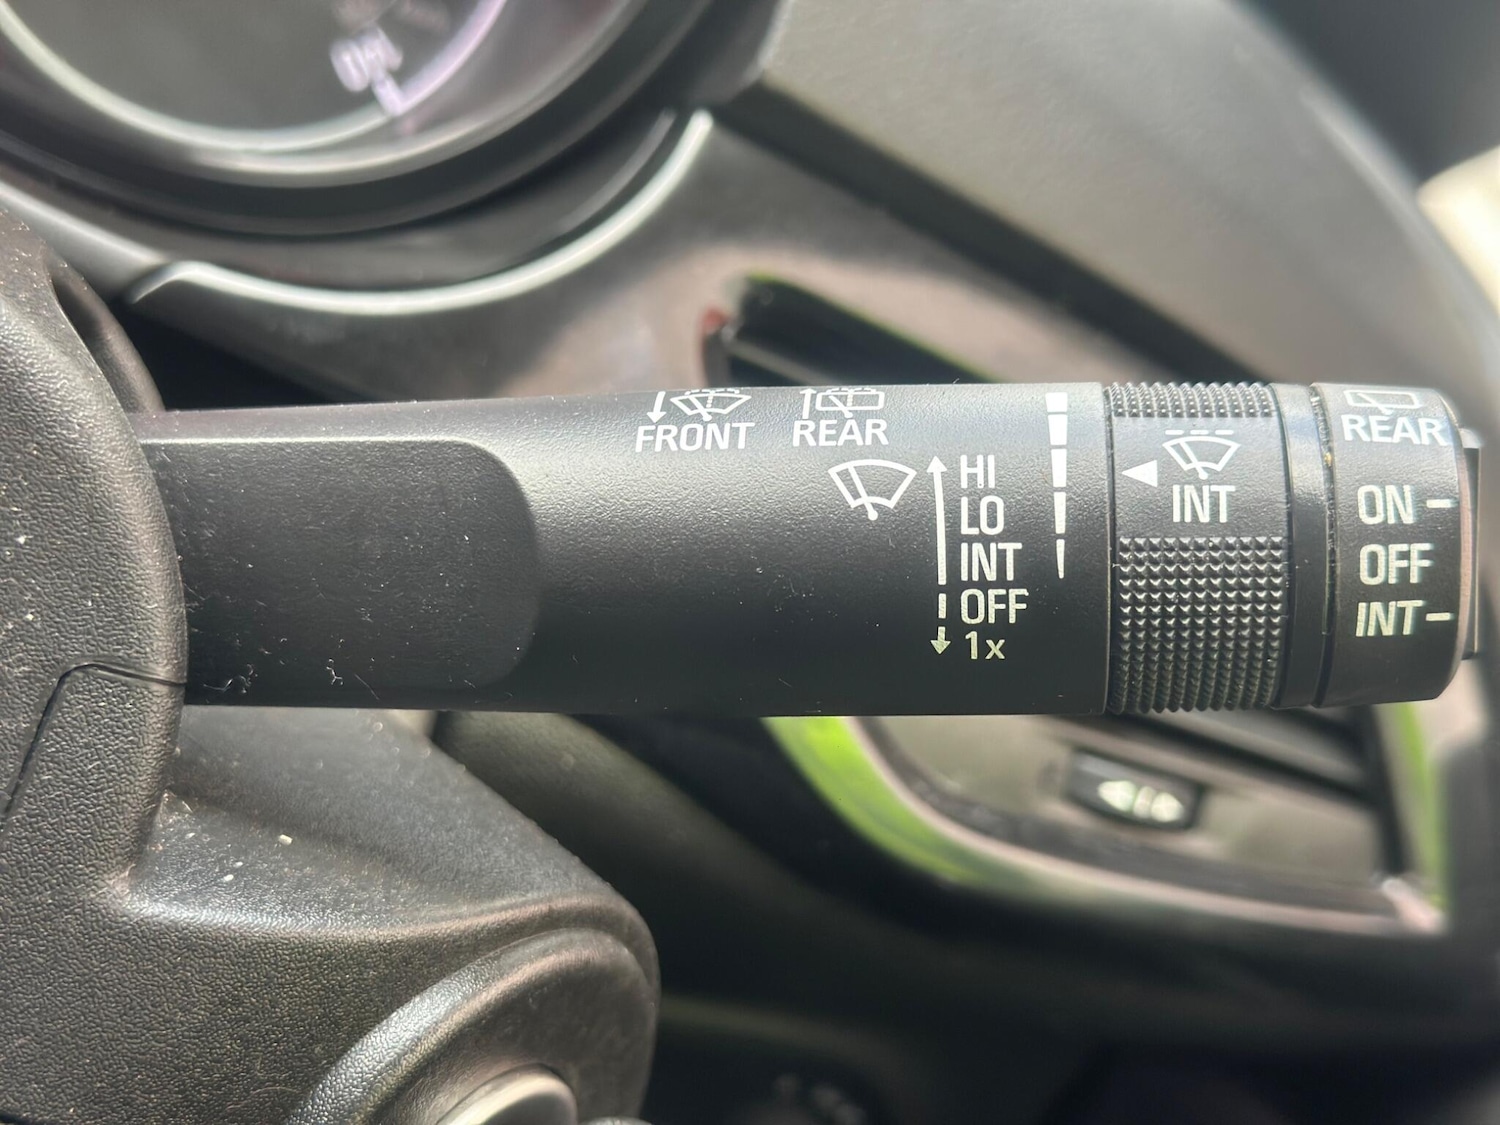 FRONT REAR
HI
LO
INT
OFF
1x
INT
REAR
ON
OFF
INT